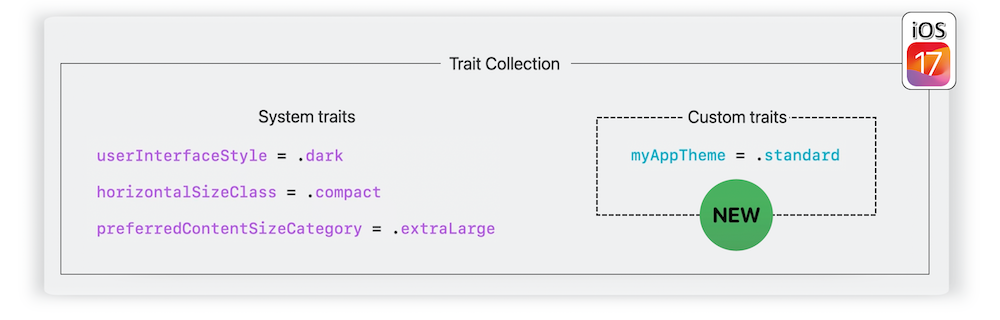 iOS
17
Trait Collection
System traits
userInterfaceStyle = .dark
horizontalSizeClass = .compact
preferredContentSizeCategory = .extraLarge
Custom traits
myAppTheme = .standard
NEW